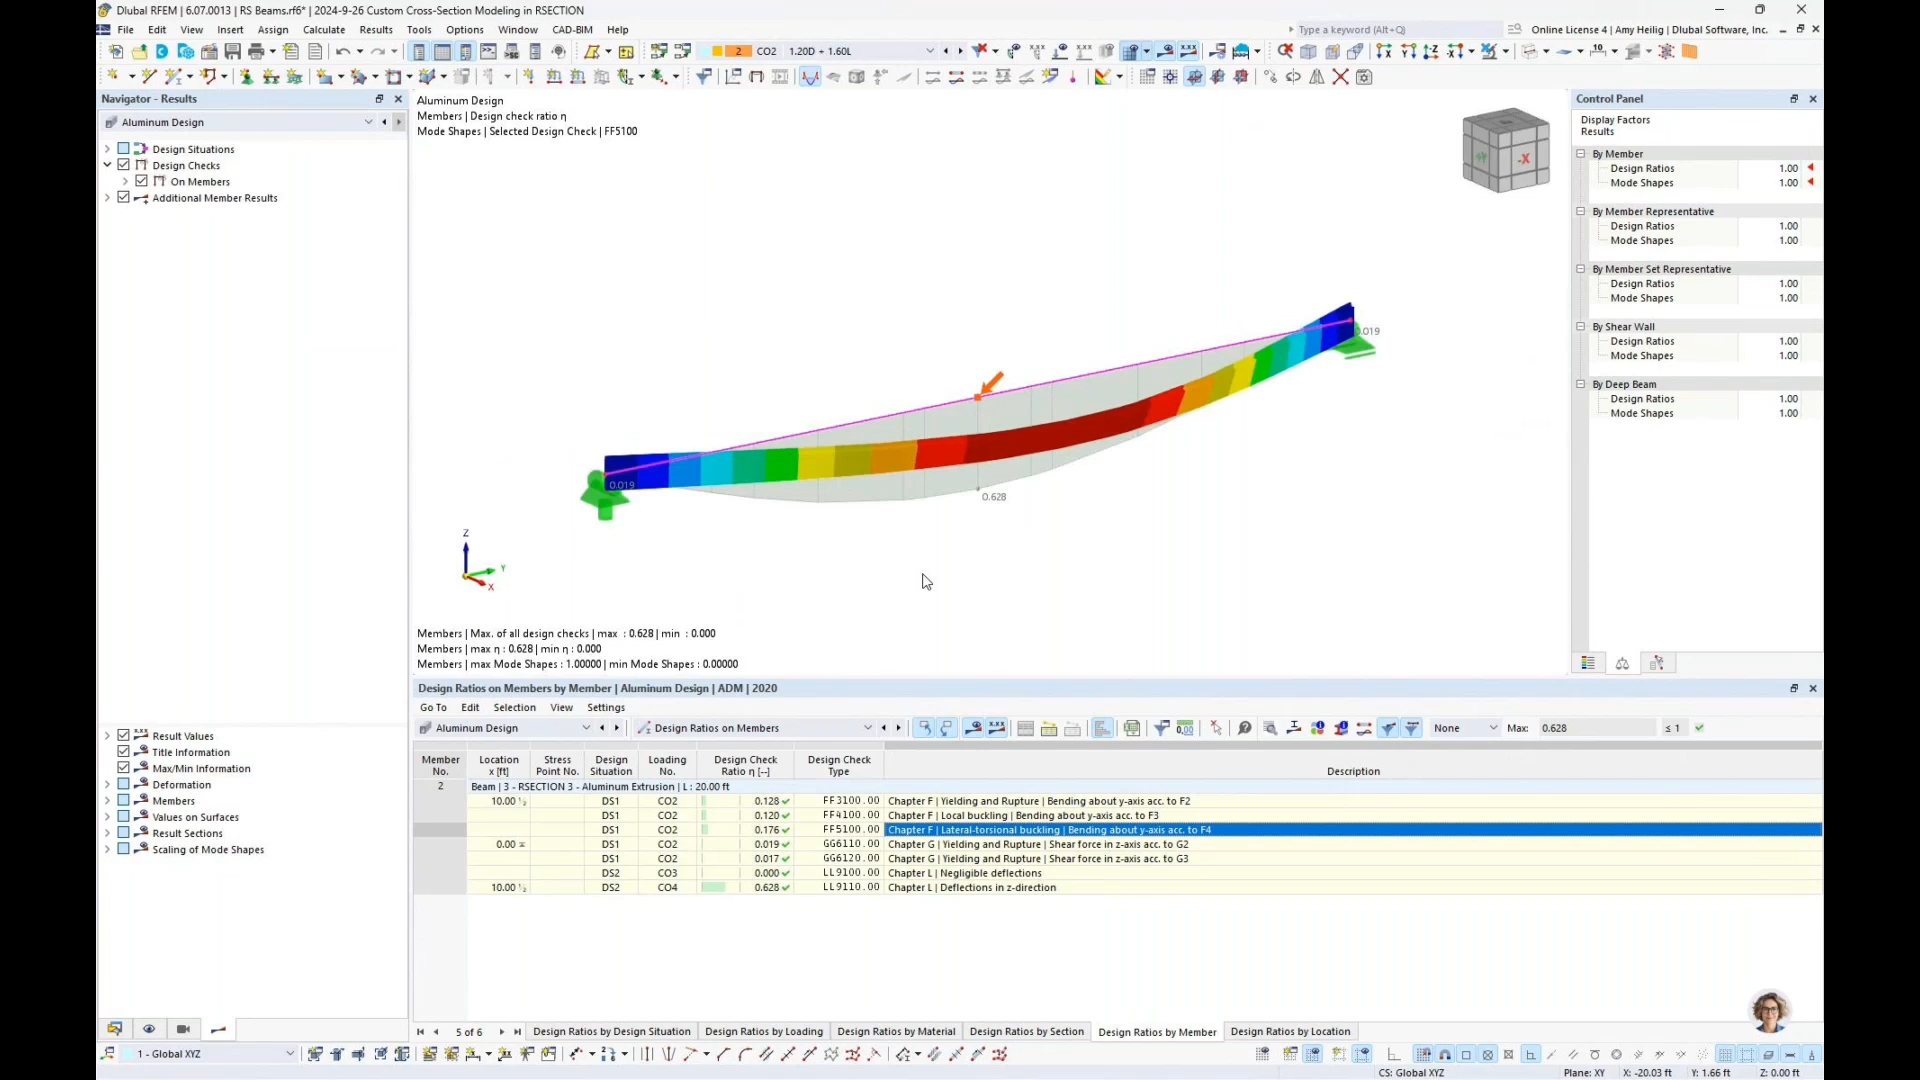 Dlubal RFEM | 6.07.0013 | RS Beams.rf6* | 2024-9-26 Custom Cross-Section Modeling in RSECTION
File Edit View Insert Assign Calculate Results Tools Options Window CAD-BIM Help
Type a keyword (Alt+Q)
Online License 4 | Amy Heilig | Dlubal Software, Inc.
2 CO2 1.20D + 1.60L
Navigator - Results
Aluminum Design
Design Situations
Design Checks
On Members
Additional Member Results
Result Values
Title Information
Max/Min Information
Deformation
Members
Values on Surfaces
Result Sections
Scaling of Mode Shapes
Aluminum Design
Members | Design check ratio η
Mode Shapes | Selected Design Check | FF5100
+Y -X
0.019
0.019
0.628
Z
Y
X
Members | Max. of all design checks | max : 0.628 | min : 0.000
Members | max η : 0.628 | min η : 0.000
Members | max Mode Shapes : 1.00000 | min Mode Shapes : 0.00000
Control Panel
Display Factors
Results
By Member
Design Ratios 1.00
Mode Shapes 1.00
By Member Representative
Design Ratios 1.00
Mode Shapes 1.00
By Member Set Representative
Design Ratios 1.00
Mode Shapes 1.00
By Shear Wall
Design Ratios 1.00
Mode Shapes 1.00
By Deep Beam
Design Ratios 1.00
Mode Shapes 1.00
Design Ratios on Members by Member | Aluminum Design | ADM | 2020
Go To Edit Selection View Settings
Aluminum Design Design Ratios on Members None Max: 0.628 ≤ 1
Member No. Location x [ft] Stress Point No. Design Situation Loading No. Design Check Ratio η [--] Design Check Type Description
2 Beam | 3 - RSECTION 3 - Aluminum Extrusion | L : 20.00 ft
10.00 ½ DS1 CO2 0.128 FF3100.00 Chapter F | Yielding and Rupture | Bending about y-axis acc. to F2
DS1 CO2 0.120 FF4100.00 Chapter F | Local buckling | Bending about y-axis acc. to F3
DS1 CO2 0.176 FF5100.00 Chapter F | Lateral-torsional buckling | Bending about y-axis acc. to F4
0.00 DS1 CO2 0.019 GG6110.00 Chapter G | Yielding and Rupture | Shear force in z-axis acc. to G2
DS1 CO2 0.017 GG6120.00 Chapter G | Yielding and Rupture | Shear force in z-axis acc. to G3
DS2 CO3 0.000 LL9100.00 Chapter L | Negligible deflections
10.00 ½ DS2 CO4 0.628 LL9110.00 Chapter L | Deflections in z-direction
5 of 6 Design Ratios by Design Situation Design Ratios by Loading Design Ratios by Material Design Ratios by Section Design Ratios by Member Design Ratios by Location
1 - Global XYZ
CS: Global XYZ Plane: XY X: -20.03 ft Y: 1.66 ft Z: 0.00 ft